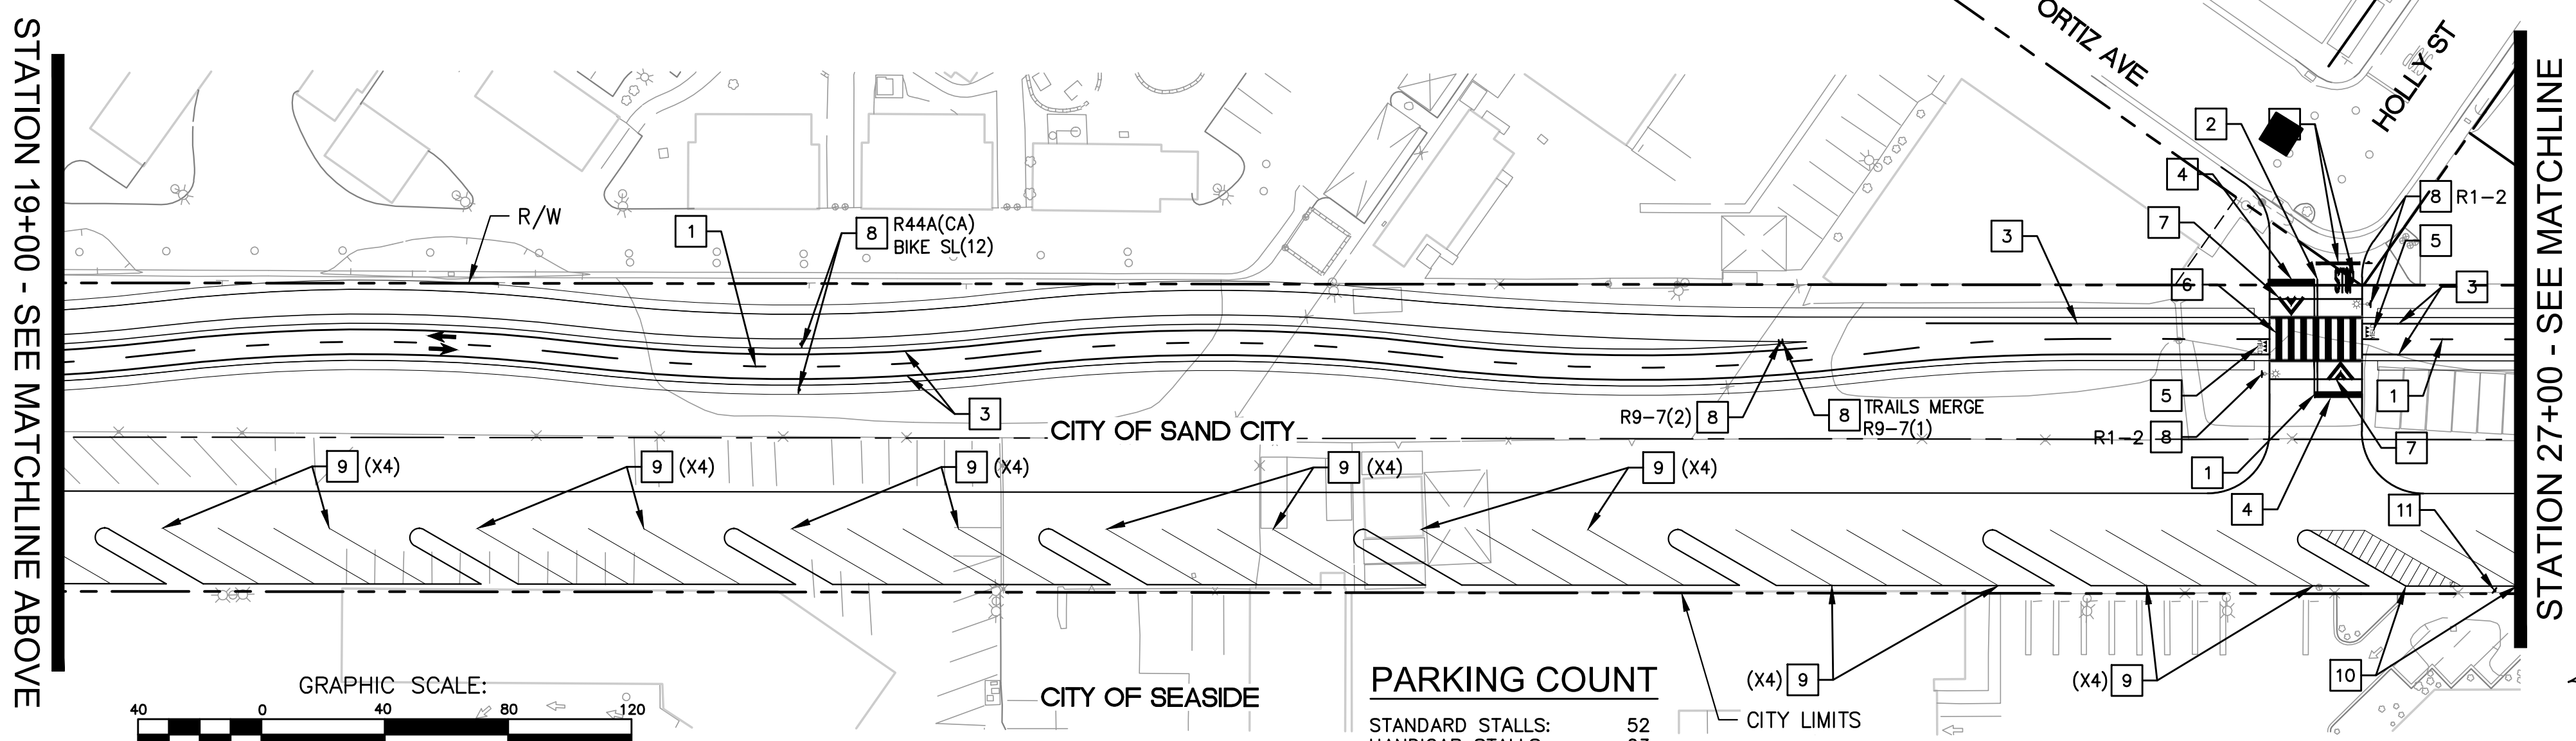 STATION 19+00 - SEE MATCHLINE ABOVE
ORTIZ AVE
HOLLY ST
STATION 27+00 - SEE MATCHLINE
2
4
8 R1-2
7
R/W
1
8 R44A(CA)
BIKE SL(12)
3
5
6
3
3
5
1
R9-7(2) 8
8 TRAILS MERGE
R9-7(1)
CITY OF SAND CITY
R1-2 8
7
9 (X4)
9 (X4)
9 (X4)
9 (X4)
9 (X4)
1
4
11
GRAPHIC SCALE:
40 0 40 80 120
CITY OF SEASIDE
PARKING COUNT
STANDARD STALLS: 52
CITY LIMITS
(X4) 9
(X4) 9
10